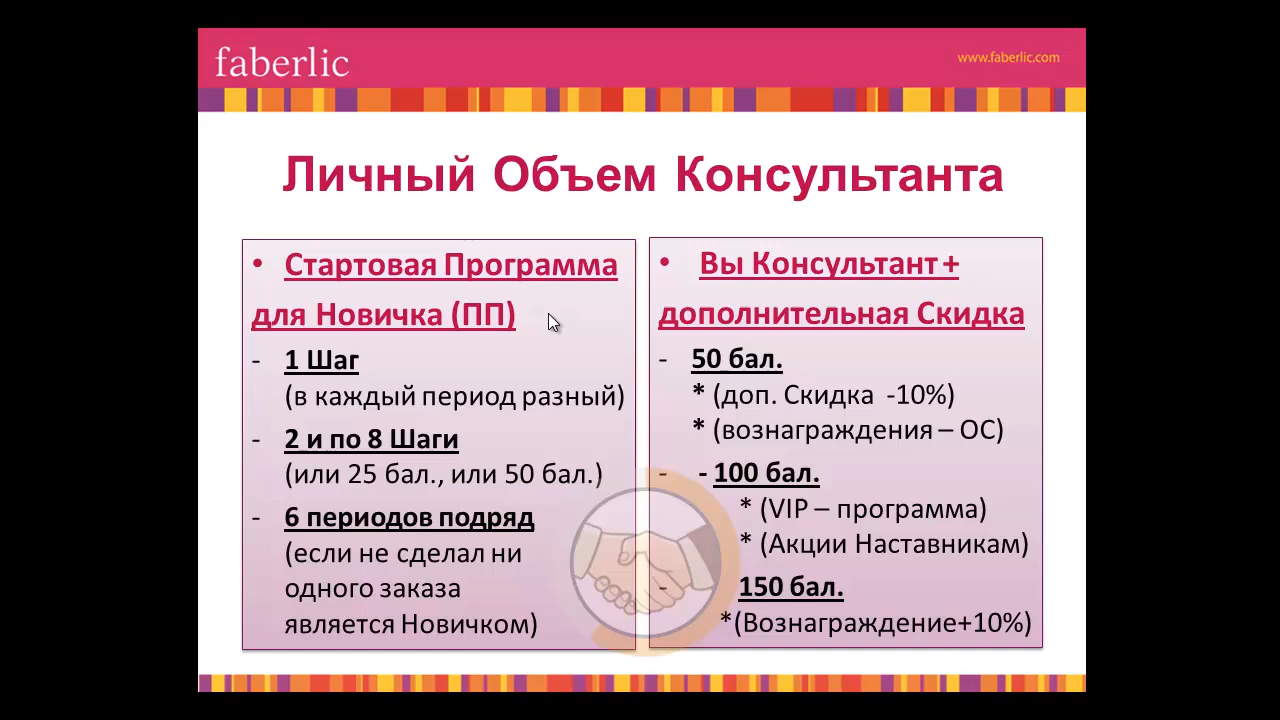 faberlic
www.faberlic.com
Личный Объем Консультанта
• Стартовая Программа
для Новичка (ПП)
- 1 Шаг
(в каждый период разный)
- 2 и по 8 Шаги
(или 25 бал., или 50 бал.)
- 6 периодов подряд
(если не сделал ни
одного заказа
является Новичком)
• Вы Консультант +
дополнительная Скидка
- 50 бал.
* (доп. Скидка -10%)
* (вознаграждения – ОС)
- - 100 бал.
* (VIP – программа)
* (Акции Наставникам)
- 150 бал.
*(Вознаграждение+10%)